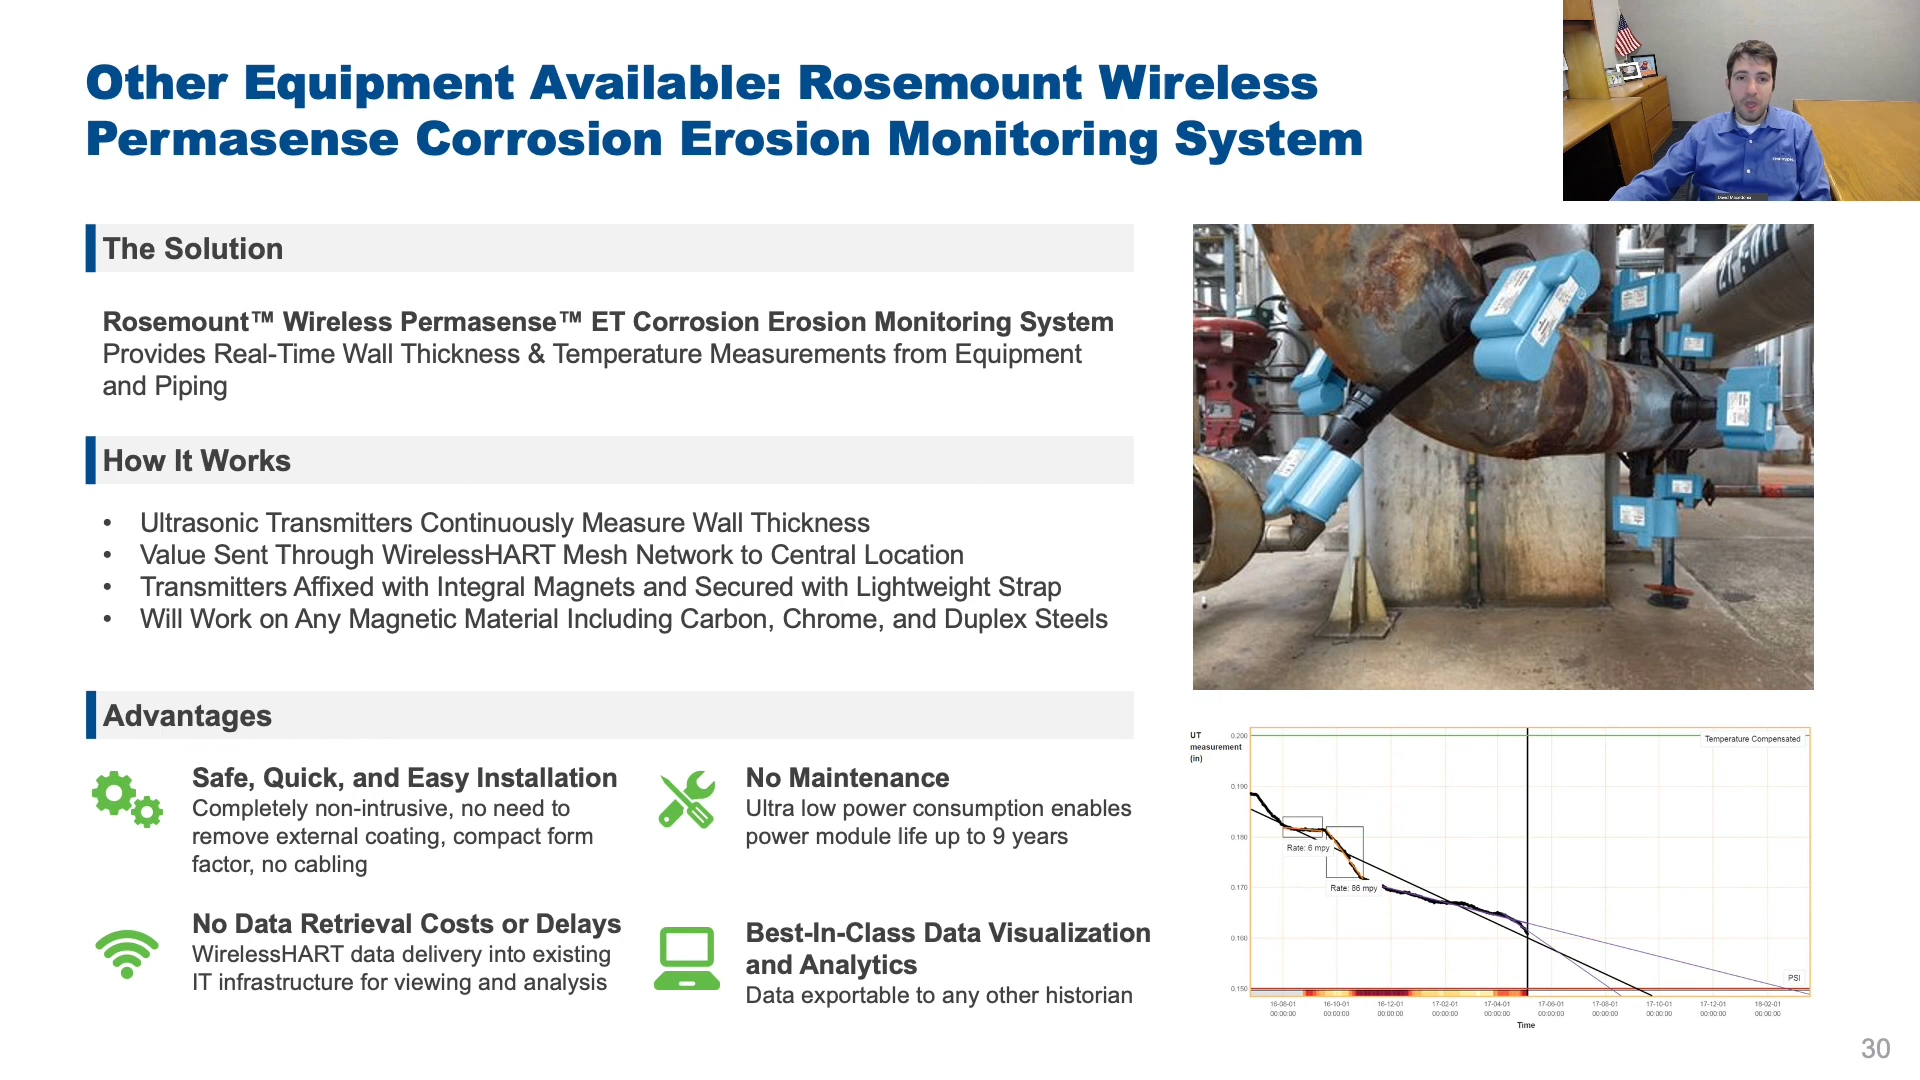 Other Equipment Available: Rosemount Wireless
Permasense Corrosion Erosion Monitoring System
The Solution
Rosemount™ Wireless Permasense™ ET Corrosion Erosion Monitoring System
Provides Real-Time Wall Thickness & Temperature Measurements from Equipment
and Piping
How It Works
• Ultrasonic Transmitters Continuously Measure Wall Thickness
• Value Sent Through WirelessHART Mesh Network to Central Location
• Transmitters Affixed with Integral Magnets and Secured with Lightweight Strap
• Will Work on Any Magnetic Material Including Carbon, Chrome, and Duplex Steels
Advantages
Safe, Quick, and Easy Installation
Completely non-intrusive, no need to
remove external coating, compact form
factor, no cabling
No Maintenance
Ultra low power consumption enables
power module life up to 9 years
No Data Retrieval Costs or Delays
WirelessHART data delivery into existing
IT infrastructure for viewing and analysis
Best-In-Class Data Visualization
and Analytics
Data exportable to any other historian
UT
measurement
(in)
0.200
0.190
0.180
0.170
0.160
0.150
Temperature Compensated
Rate: 6 mpy
Rate: 86 mpy
PSI
16-08-01 16-10-01 16-12-01 17-02-01 17-04-01 17-06-01 17-08-01 17-10-01 17-12-01 18-02-01
00:00:00 00:00:00 00:00:00 00:00:00 00:00:00 00:00:00 00:00:00 00:00:00 00:00:00 00:00:00
Time
30